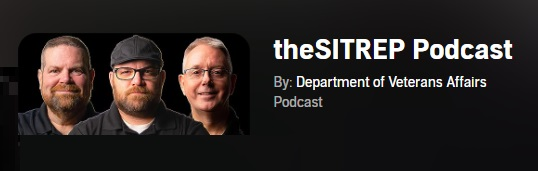 theSITREP Podcast
By: Department of Veterans Affairs
Podcast